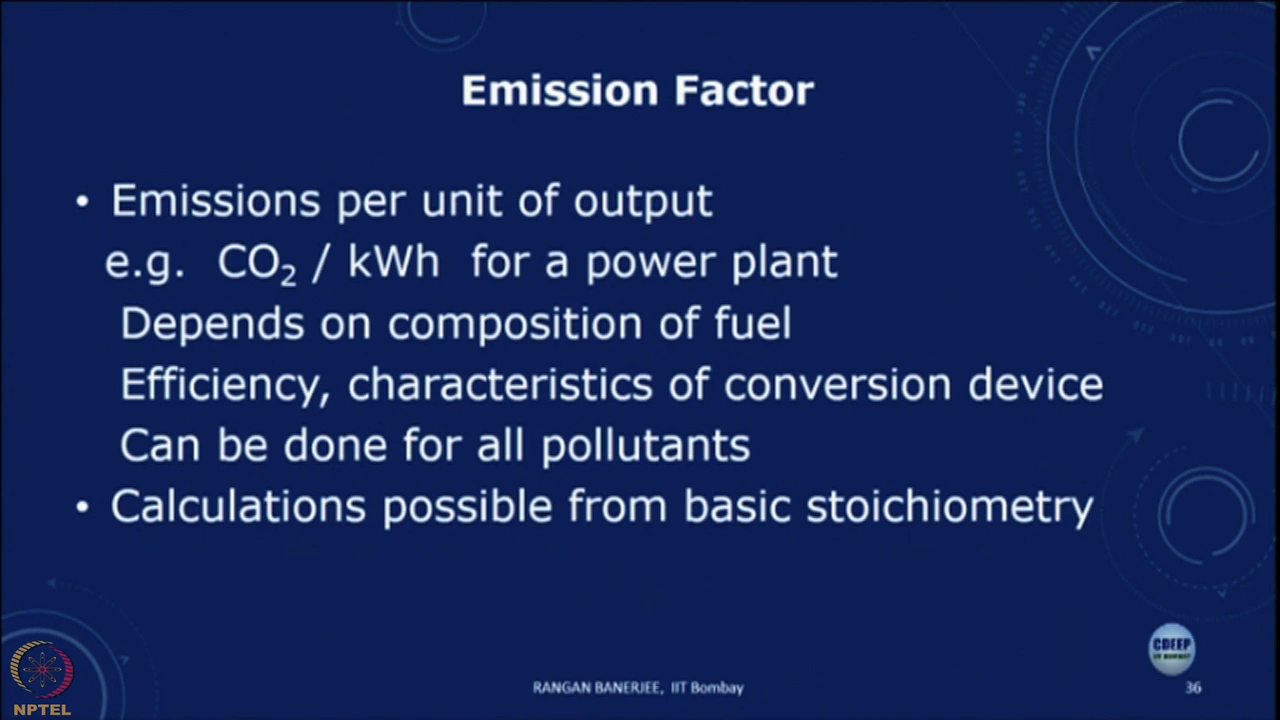 Emission Factor
• Emissions per unit of output
e.g. CO₂ / kWh for a power plant
Depends on composition of fuel
Efficiency, characteristics of conversion device
Can be done for all pollutants
• Calculations possible from basic stoichiometry
CDEEP
IIT BOMBAY
NPTEL
RANGAN BANERJEE, IIT Bombay
36